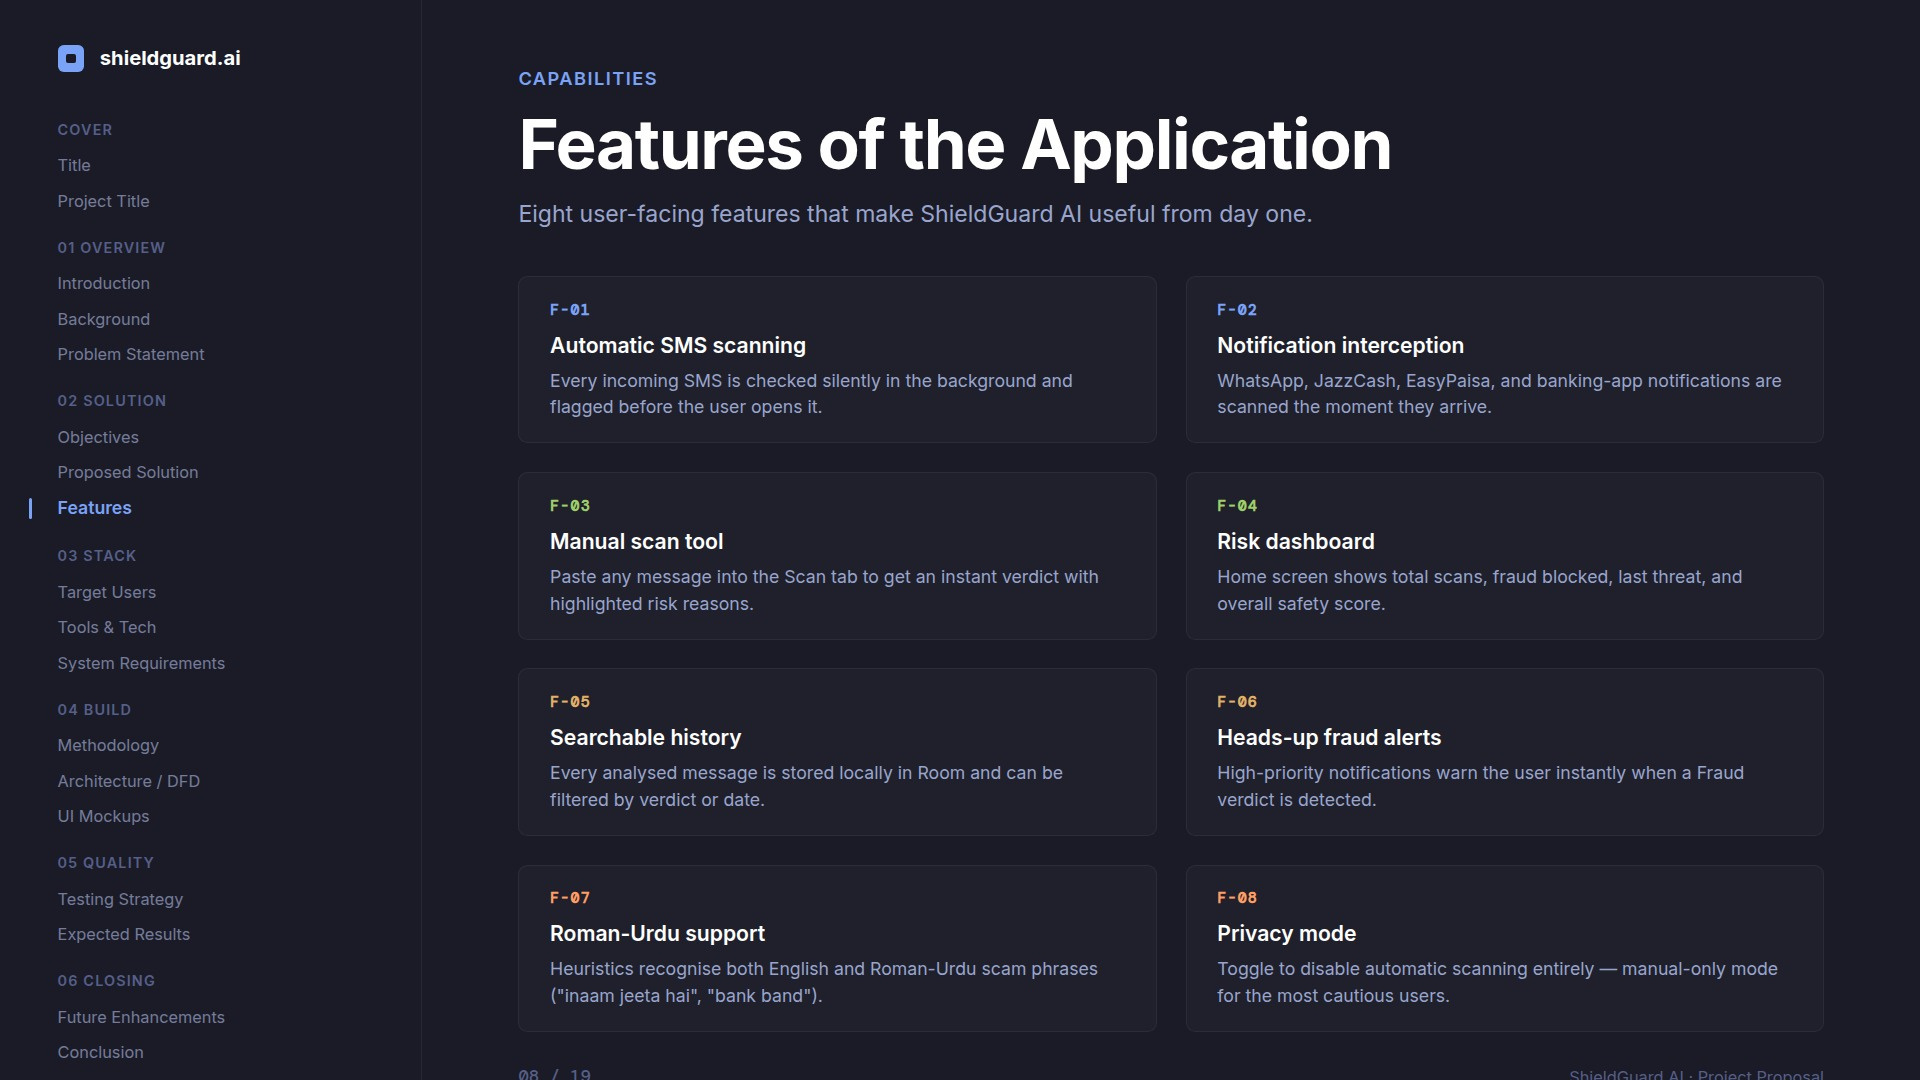 shieldguard.ai
COVER
Title
Project Title
01 OVERVIEW
Introduction
Background
Problem Statement
02 SOLUTION
Objectives
Proposed Solution
Features
03 STACK
Target Users
Tools & Tech
System Requirements
04 BUILD
Methodology
Architecture / DFD
UI Mockups
05 QUALITY
Testing Strategy
Expected Results
06 CLOSING
Future Enhancements
Conclusion
CAPABILITIES
Features of the Application
Eight user-facing features that make ShieldGuard AI useful from day one.
F-01
Automatic SMS scanning
Every incoming SMS is checked silently in the background and
flagged before the user opens it.
F-02
Notification interception
WhatsApp, JazzCash, EasyPaisa, and banking-app notifications are
scanned the moment they arrive.
F-03
Manual scan tool
Paste any message into the Scan tab to get an instant verdict with
highlighted risk reasons.
F-04
Risk dashboard
Home screen shows total scans, fraud blocked, last threat, and
overall safety score.
F-05
Searchable history
Every analysed message is stored locally in Room and can be
filtered by verdict or date.
F-06
Heads-up fraud alerts
High-priority notifications warn the user instantly when a Fraud
verdict is detected.
F-07
Roman-Urdu support
Heuristics recognise both English and Roman-Urdu scam phrases
("inaam jeeta hai", "bank band").
F-08
Privacy mode
Toggle to disable automatic scanning entirely — manual-only mode
for the most cautious users.
08 / 19
ShieldGuard AI · Project Proposal